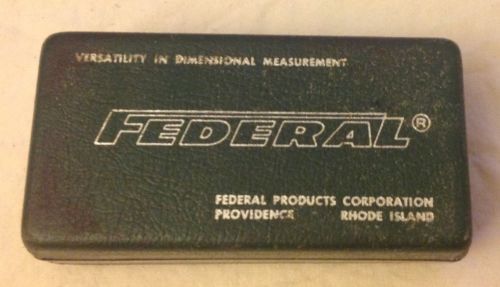 VERSATILITY IN DIMENSIONAL MEASUREMENT
FEDERAL®
FEDERAL PRODUCTS CORPORATION
PROVIDENCE RHODE ISLAND